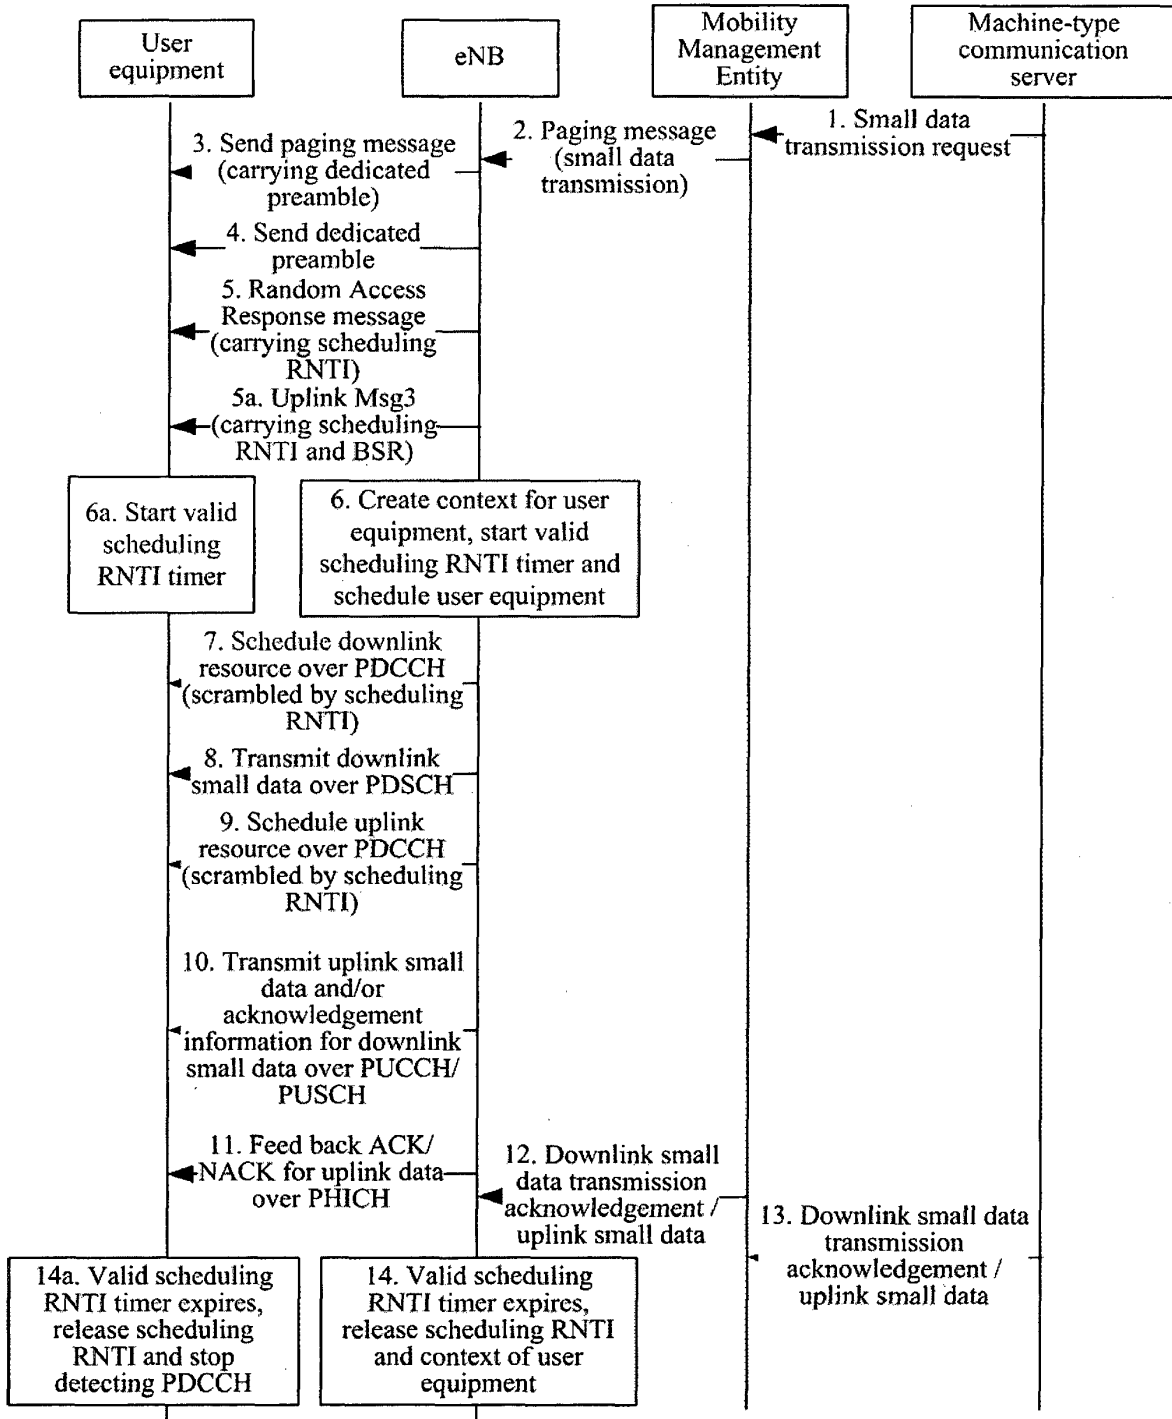 User
equipment
eNB
Mobility
Management
Entity
Machine-type
communication
server
1. Small data
transmission request
2. Paging message
(small data
transmission)
3. Send paging message
(carrying dedicated
preamble)
4. Send dedicated
preamble
5. Random Access
Response message
(carrying scheduling
RNTI)
5a. Uplink Msg3
(carrying scheduling
RNTI and BSR)
6a. Start valid
scheduling
RNTI timer
6. Create context for user
equipment, start valid
scheduling RNTI timer and
schedule user equipment
7. Schedule downlink
resource over PDCCH
(scrambled by scheduling
RNTI)
8. Transmit downlink
small data over PDSCH
9. Schedule uplink
resource over PDCCH
(scrambled by scheduling
RNTI)
10. Transmit uplink small
data and/or
acknowledgement
information for downlink
small data over PUCCH/
PUSCH
11. Feed back ACK/
NACK for uplink data
over PHICH
12. Downlink small
data transmission
acknowledgement /
uplink small data
13. Downlink small data
transmission
acknowledgement /
uplink small data
14a. Valid scheduling
RNTI timer expires,
release scheduling
RNTI and stop
detecting PDCCH
14. Valid scheduling
RNTI timer expires,
release scheduling RNTI
and context of user
equipment